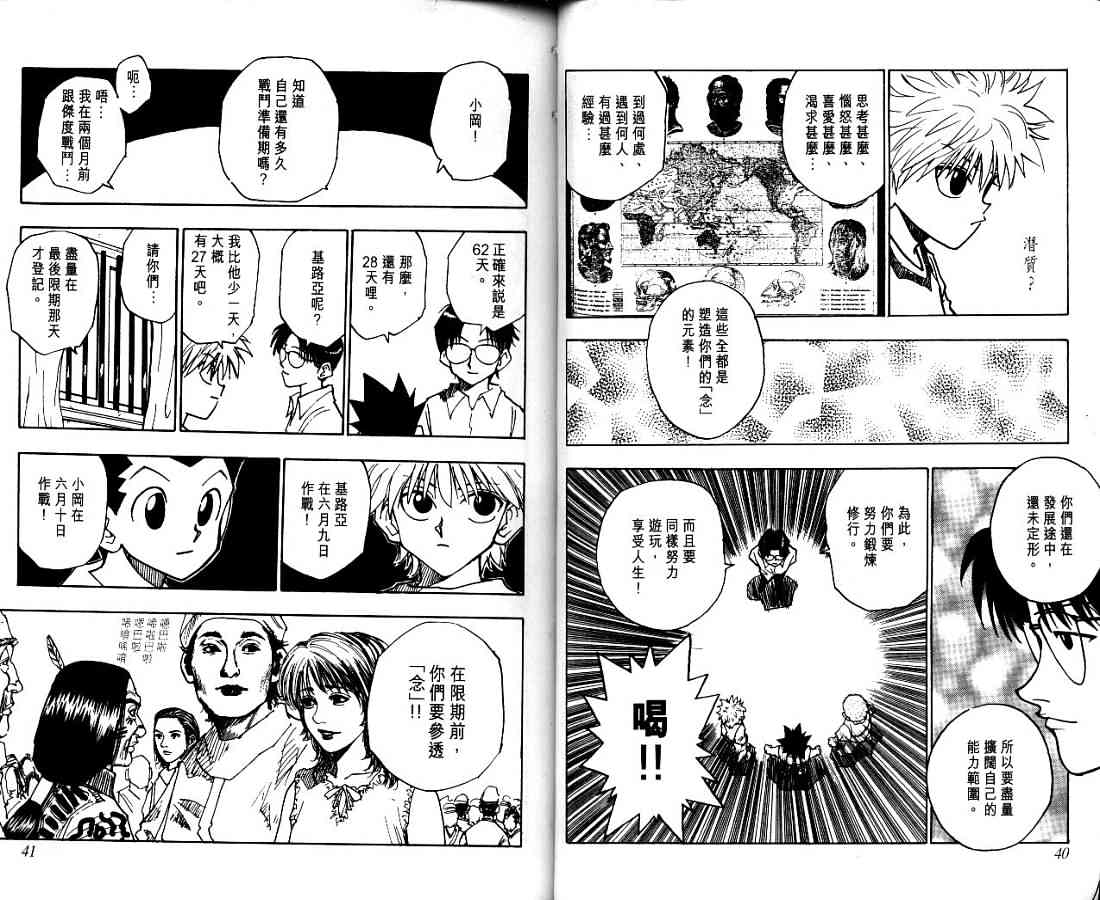 潛質？
思考甚麼、
惱怒甚麼、
喜愛甚麼、
渴求甚麼…
到過何處、
遇到何人、
有過甚麼
經驗…
這些全都是
塑造你們的「念」
的元素！
你們還在
發展途中，
還未定形。
所以要盡量
擴闊自己的
能力範圍。
為此，
你們要
努力鍛煉
修行。
而且要
同樣努力
遊玩，
享受人生！
喝!!
40
小岡！
知道
自己還有多久
戰鬥準備期嗎？
呃…
唔…
我在兩個月前
跟傑度戰鬥…
正確來說是
62天。
那麼，
還有
28天哩。
基路亞呢？
我比他少一天，
大概
有27天吧。
請你們…
盡量在
最後限期那天
才登記。
基路亞
在六月九日
作戰！
小岡在
六月十日
作戰！
在限期前，
你們要參透
「念」!!
41